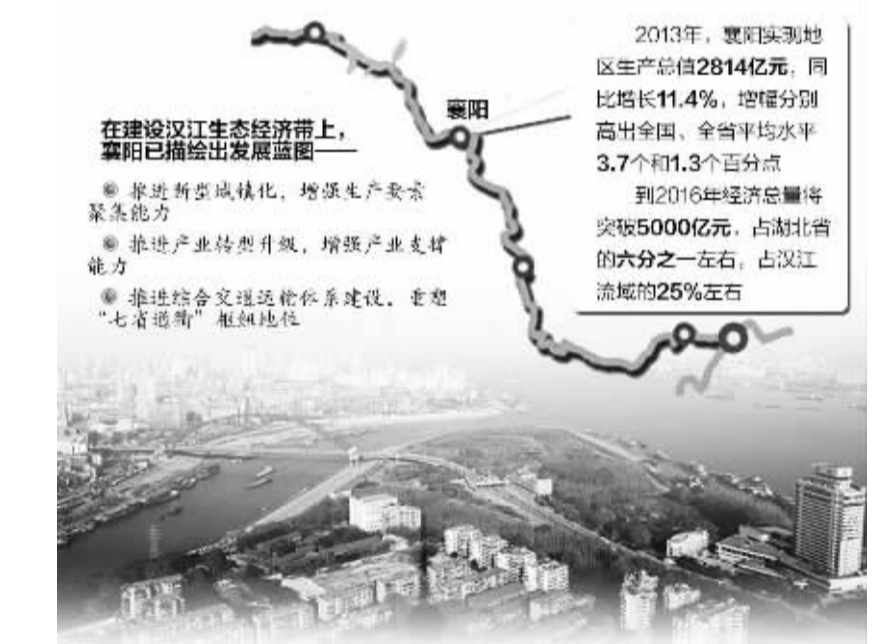 在建设汉江生态经济带上，
襄阳已描绘出发展蓝图——
推进新型城镇化，增强生产要素
聚集能力
推进产业转型升级，增强产业支撑
能力
推进综合交通运输体系建设，重塑
“七省通衢”枢纽地位
襄阳
2013年，襄阳实现地
区生产总值2814亿元，同
比增长11.4%，增幅分别
高出全国、全省平均水平
3.7个和1.3个百分点
到2016年经济总量将
突破5000亿元，占湖北省
的六分之一左右，占汉江
流域的25%左右